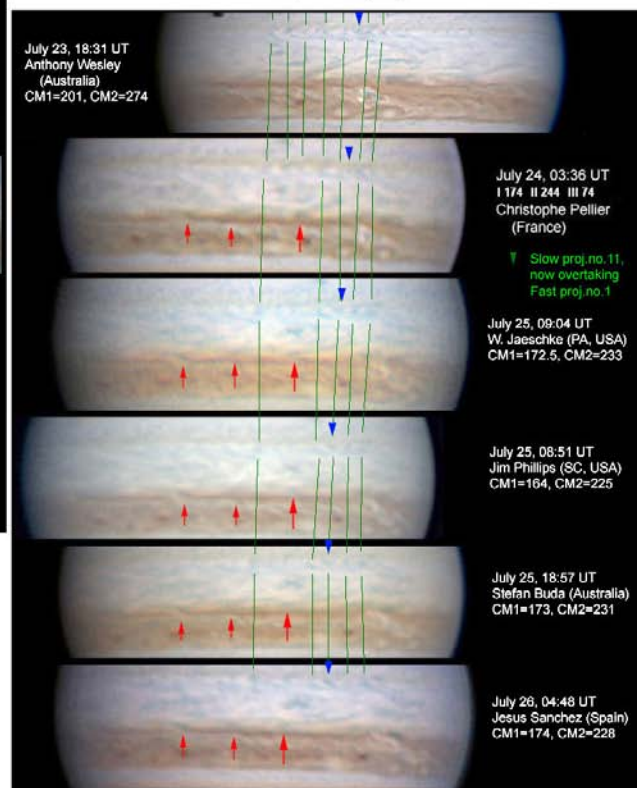 July 23, 18:31 UT
Anthony Wesley
(Australia)
CM1=201, CM2=274
July 24, 03:36 UT
I 174 II 244 III 74
Christophe Pellier
(France)
Slow proj.no.11,
now overtaking
Fast proj.no.1
July 25, 09:04 UT
W. Jaeschke (PA, USA)
CM1=172.5, CM2=233
July 25, 08:51 UT
Jim Phillips (SC, USA)
CM1=164, CM2=225
July 25, 18:57 UT
Stefan Buda (Australia)
CM1=173, CM2=231
July 26, 04:48 UT
Jesus Sanchez (Spain)
CM1=174, CM2=228